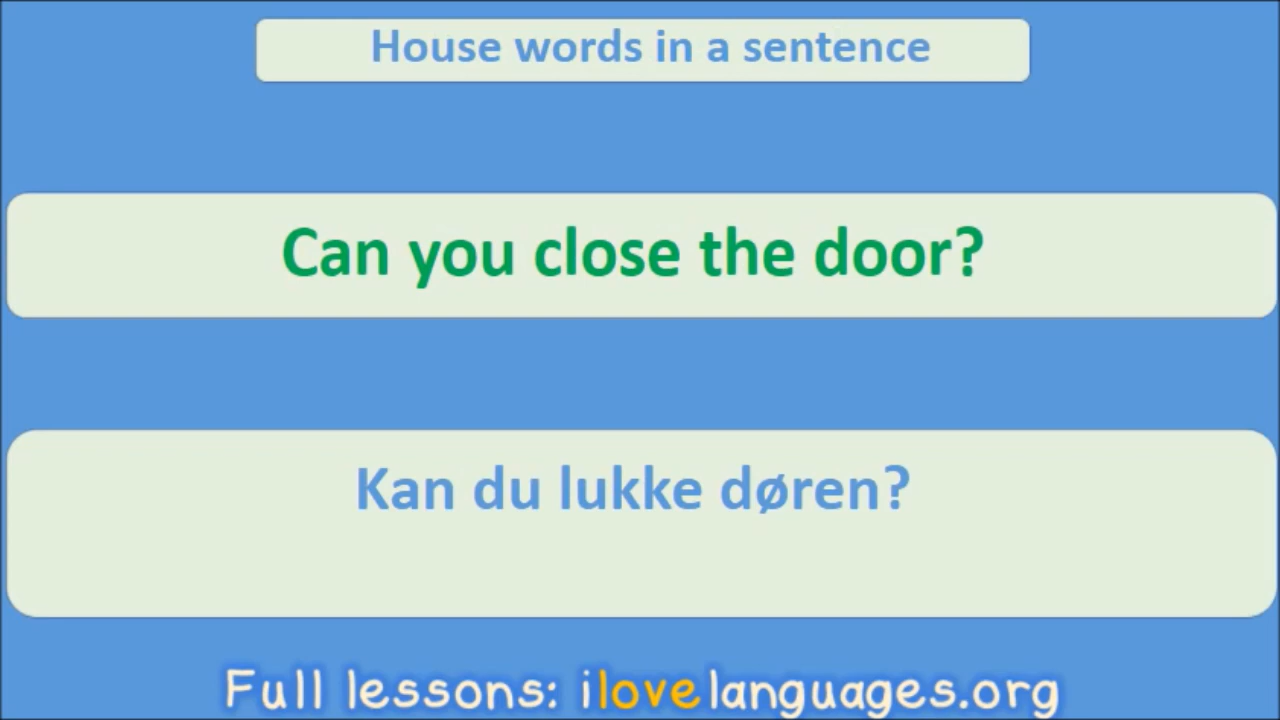 House words in a sentence
Can you close the door?
Kan du lukke døren?
Full lessons: ilovelanguages.org